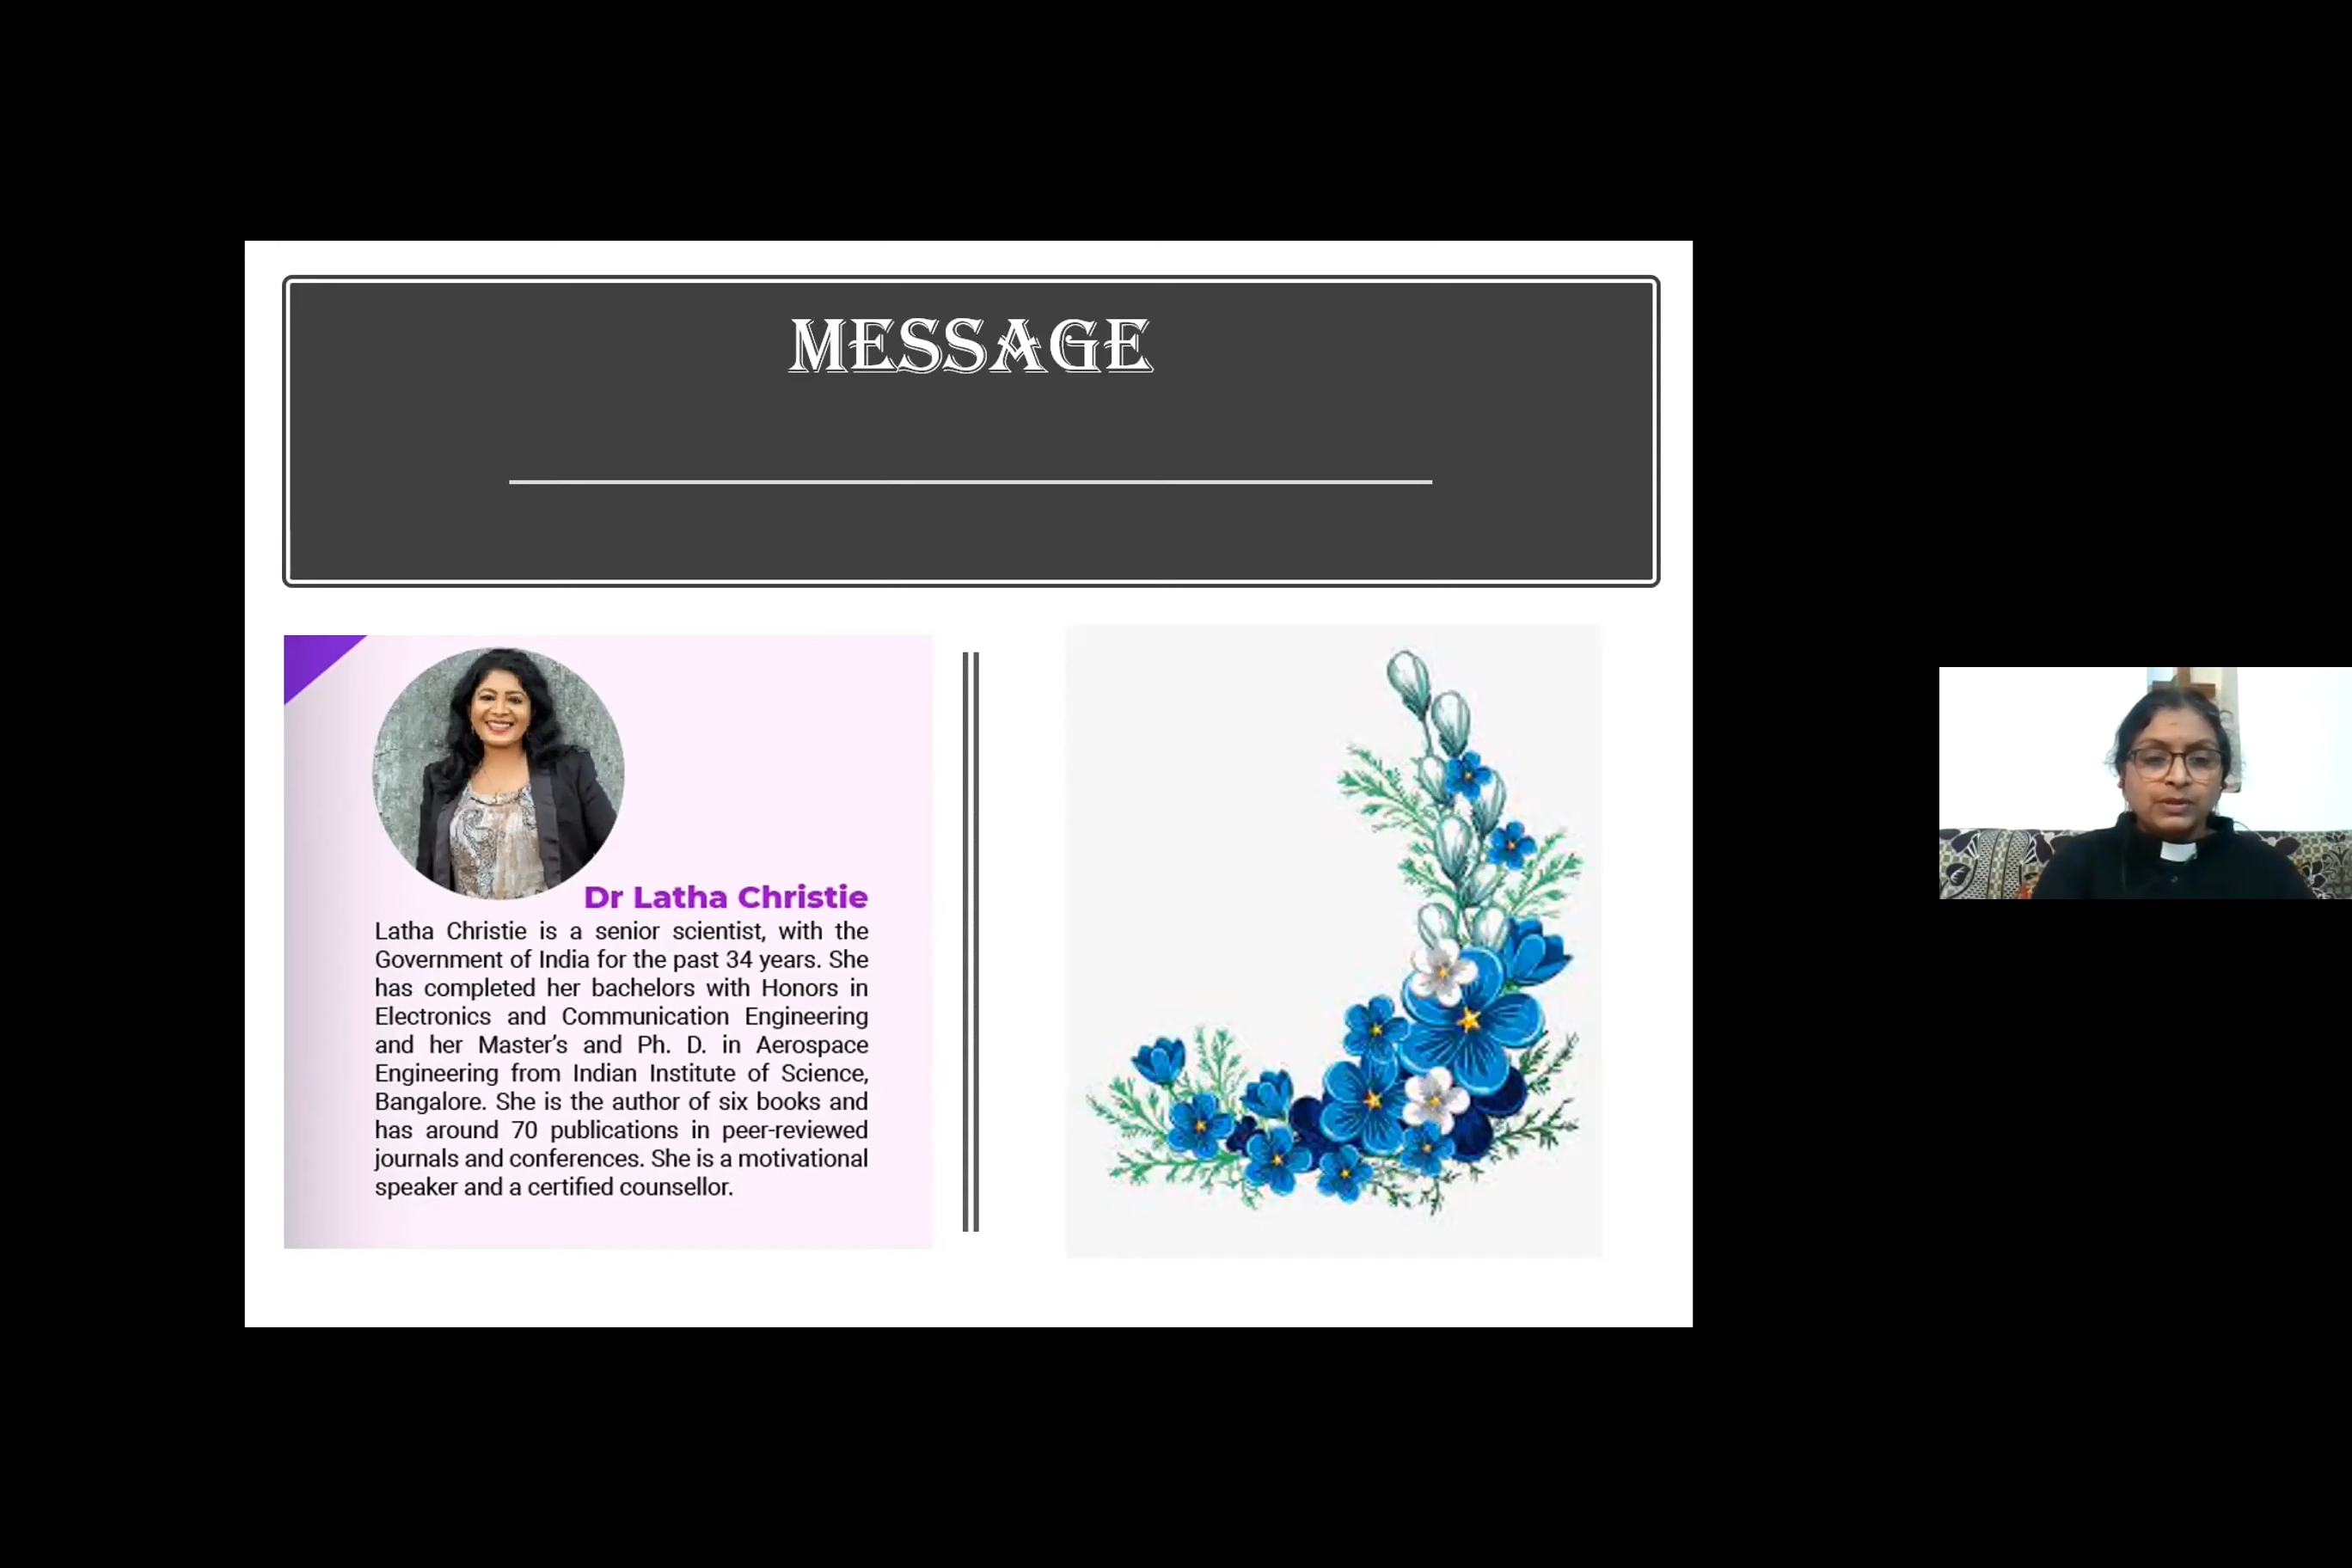 MESSAGE
Dr Latha Christie
Latha Christie is a senior scientist, with the
Government of India for the past 34 years. She
has completed her bachelors with Honors in
Electronics and Communication Engineering
and her Master’s and Ph. D. in Aerospace
Engineering from Indian Institute of Science,
Bangalore. She is the author of six books and
has around 70 publications in peer-reviewed
journals and conferences. She is a motivational
speaker and a certified counsellor.